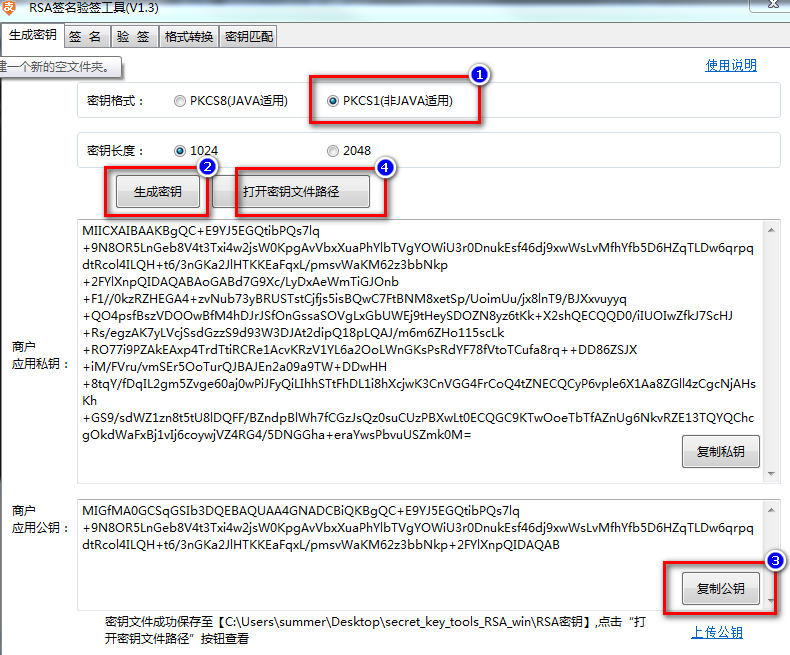 RSA签名验签工具(V1.3)
生成密钥 签 名 验 签 格式转换 密钥匹配
建一个新的空文件夹。
使用说明
密钥格式： PKCS8(JAVA适用) PKCS1(非JAVA适用) 1
密钥长度： 1024 2048
生成密钥 2 打开密钥文件路径 4
MIICXAIBAAKBgQC+E9YJ5EGQtibPQs7lq
+9N8OR5LnGeb8V4t3Txi4w2jsW0KpgAvVbxXuaPhYlbTVgYOWiU3r0DnukEsf46dj9xwWsLvMfhYfb5D6HZqTLDw6qrpq
dtRcol4ILQH+t6/3nGKa2JlHTKKEaFqxL/pmsvWaKM62z3bbNkp
+2FYlXnpQIDAQABAoGABd7G9Xc/LyDxAeWmTiGJOnb
+F1//0kzRZHEGA4+zvNub73yBRUSTstCjfjs5isBQwC7FtBNM8xetSp/UoimUu/jx8lnT9/BJXxvuyyq
+QO4psfBszVDOOwBfM4hDJrJSfOnGssaSOVgLxGbUWEj9tHeySDOZN8yz6tKk+X2shQECQQD0/iIUOIwZfkJ7ScHJ
+Rs/egzAK7yLVcjSsdGzzS9d93W3DJAt2dipQ18pLQAJ/m6m6ZHo115scLk
+RO77i9PZAkEAxp4TrdTtiRCRe1AcvKRzV1YL6a2OoLWnGKsPsRdYF78fVtoTCufa8rq++DD86ZSJX
+iM/FVru/vmSEr5OoTurQJBAJEn2a09a9TW+DDwHH
+8tqY/fDqIL2gm5Zvge60aj0wPiJFyQiLIhhSTtFhDL1i8hXcjwK3CnVGG4FrCoQ4tZNECQCyP6vple6X1Aa8ZGll4zCgcNjAHs
Kh
+GS9/sdWZ1zn8t5tU8lDQFF/BZndpBlWh7fCGzJsQz0suCUzPBXwLt0ECQGC9KTwOoeTbTfAZnUg6NkvRZE13TQYQChc
gOkdWaFxBj1vIj6coywjVZ4RG4/5DNGGha+eraYwsPbvuUSZmk0M=
商户
应用私钥：
复制私钥
商户
应用公钥：
MIGfMA0GCSqGSIb3DQEBAQUAA4GNADCBiQKBgQC+E9YJ5EGQtibPQs7lq
+9N8OR5LnGeb8V4t3Txi4w2jsW0KpgAvVbxXuaPhYlbTVgYOWiU3r0DnukEsf46dj9xwWsLvMfhYfb5D6HZqTLDw6qrpq
dtRcol4ILQH+t6/3nGKa2JlHTKKEaFqxL/pmsvWaKM62z3bbNkp+2FYlXnpQIDAQAB
复制公钥 3
密钥文件成功保存至【C:\Users\summer\Desktop\secret_key_tools_RSA_win\RSA密钥】,点击“打
开密钥文件路径”按钮查看
上传公钥